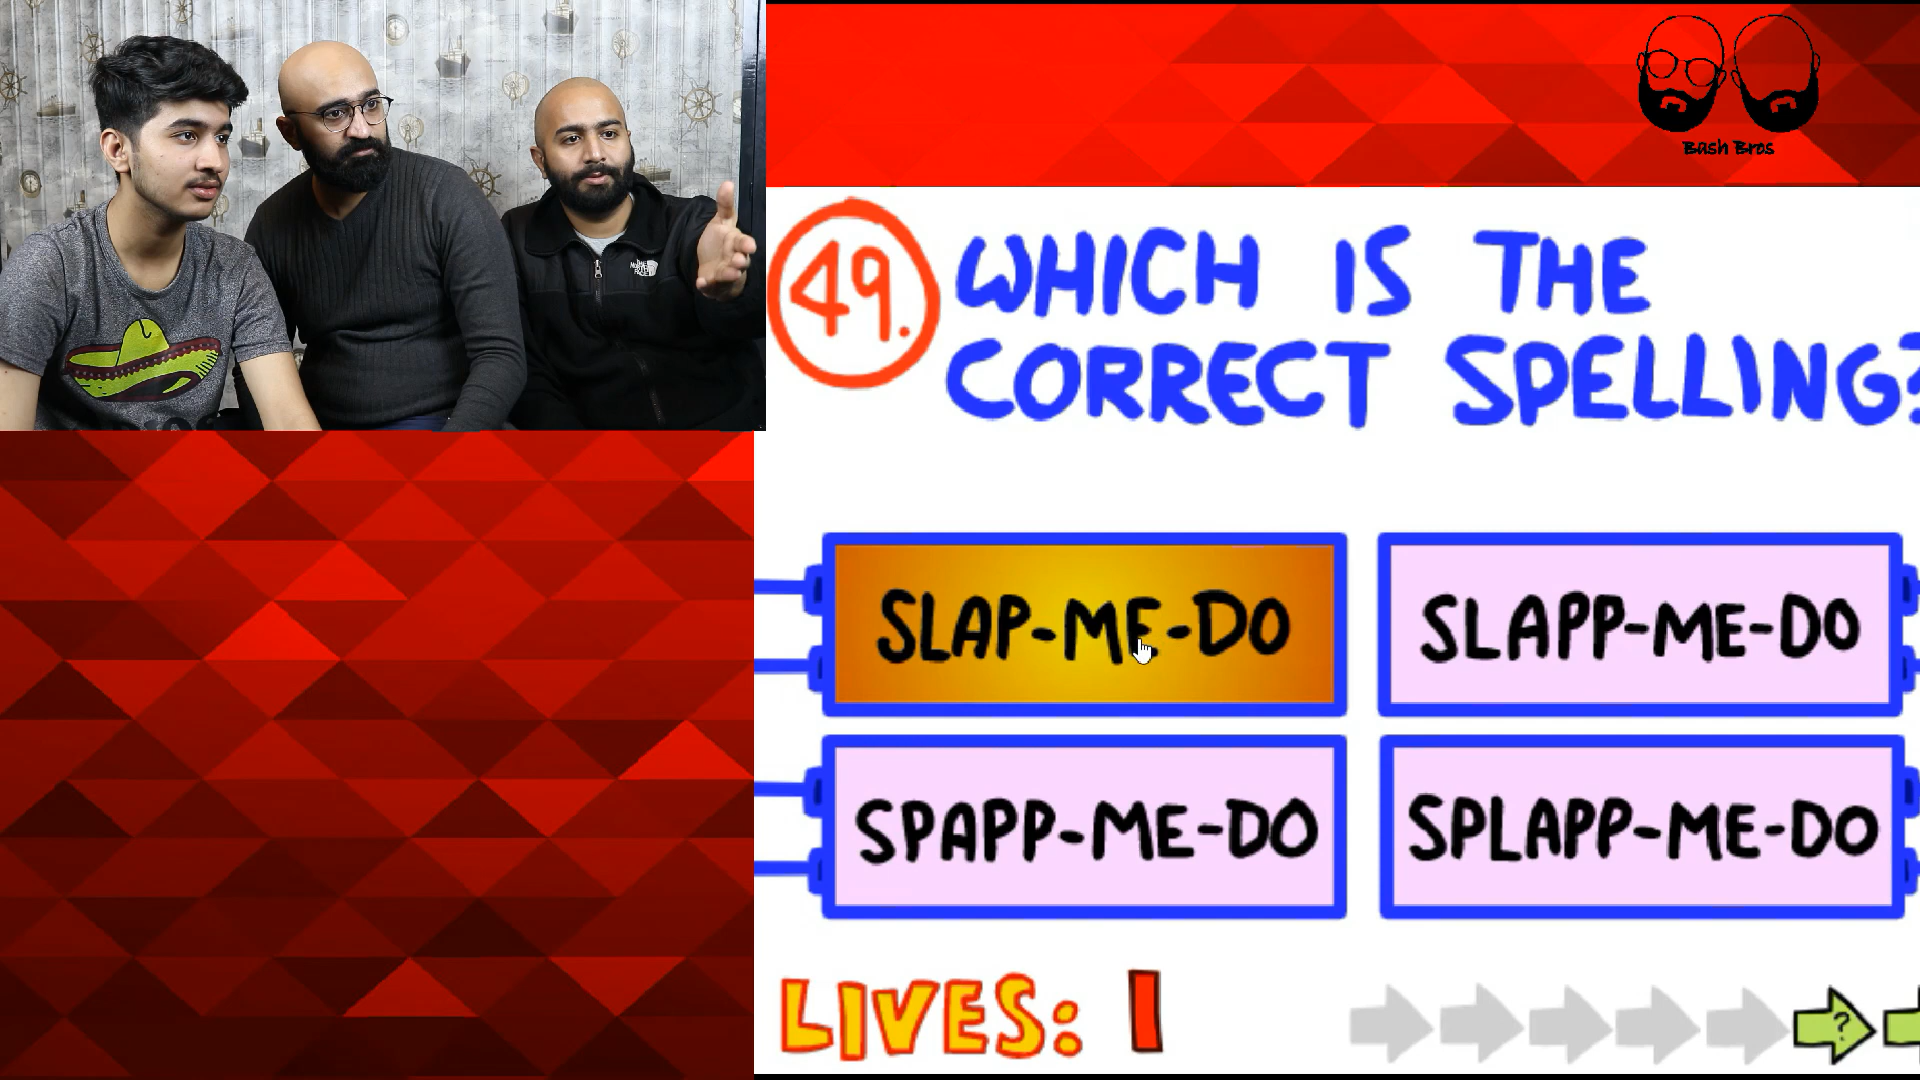 Bash Bros
49. WHICH IS THE
CORRECT SPELLING?
SLAP-ME-DO
SLAPP-ME-DO
SPAPP-ME-DO
SPLAPP-ME-DO
LIVES: 1
?